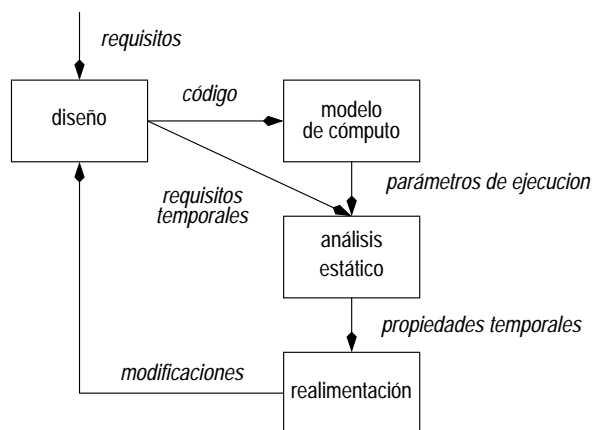 requisitos
diseño
código
modelo
de cómputo
requisitos
temporales
parámetros de ejecucion
análisis
estático
propiedades temporales
modificaciones
realimentación